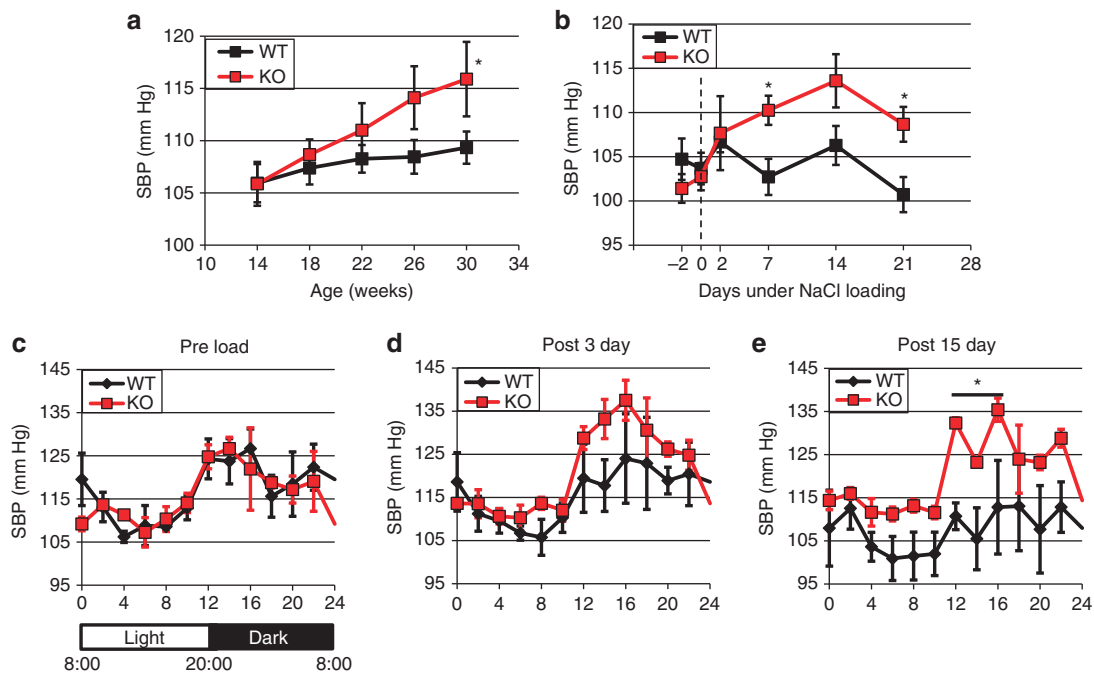 a
120
115
110
105
100
SBP (mm Hg)
WT
KO
*
10 14 18 22 26 30 34
Age (weeks)
b
120
115
110
105
100
95
SBP (mm Hg)
WT
KO
*
*
–2 0 2 7 14 21 28
Days under NaCl loading
c
Pre load
145
135
125
115
105
95
SBP (mm Hg)
WT
KO
0 4 8 12 16 20 24
Light Dark
8:00 20:00 8:00
d
Post 3 day
145
135
125
115
105
95
SBP (mm Hg)
WT
KO
0 4 8 12 16 20 24
e
Post 15 day
145
135
125
115
105
95
SBP (mm Hg)
WT
KO
*
0 4 8 12 16 20 24